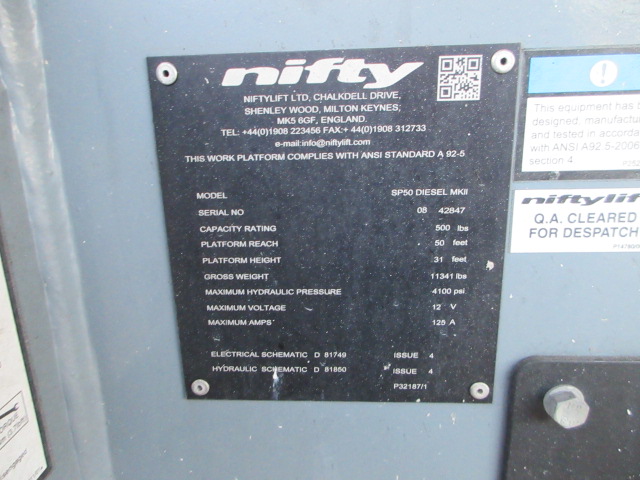 nifty
NIFTYLIFT LTD, CHALKDELL DRIVE,
SHENLEY WOOD, MILTON KEYNES,
MK5 6GF, ENGLAND.
TEL: +44(0)1908 223456 FAX:+ 44(0)1908 312733
e-mail:info@niftylift.com
THIS WORK PLATFORM COMPLIES WITH ANSI STANDARD A 92-5
MODEL SP50 DIESEL MKII
SERIAL NO 08 42847
CAPACITY RATING 500 lbs
PLATFORM REACH 50 feet
PLATFORM HEIGHT 31 feet
GROSS WEIGHT 11341 lbs
MAXIMUM HYDRAULIC PRESSURE 4100 psi
MAXIMUM VOLTAGE 12 V
MAXIMUM AMPS 125 A
ELECTRICAL SCHEMATIC D 81749 ISSUE 4
HYDRAULIC SCHEMATIC D 81850 ISSUE 4
P32187/1
!
This equipment has
designed, manufactu
and tested in accorda
with ANSI A92.5-2006
section 4.
niftylif
Q.A. CLEARED
FOR DESPATCH